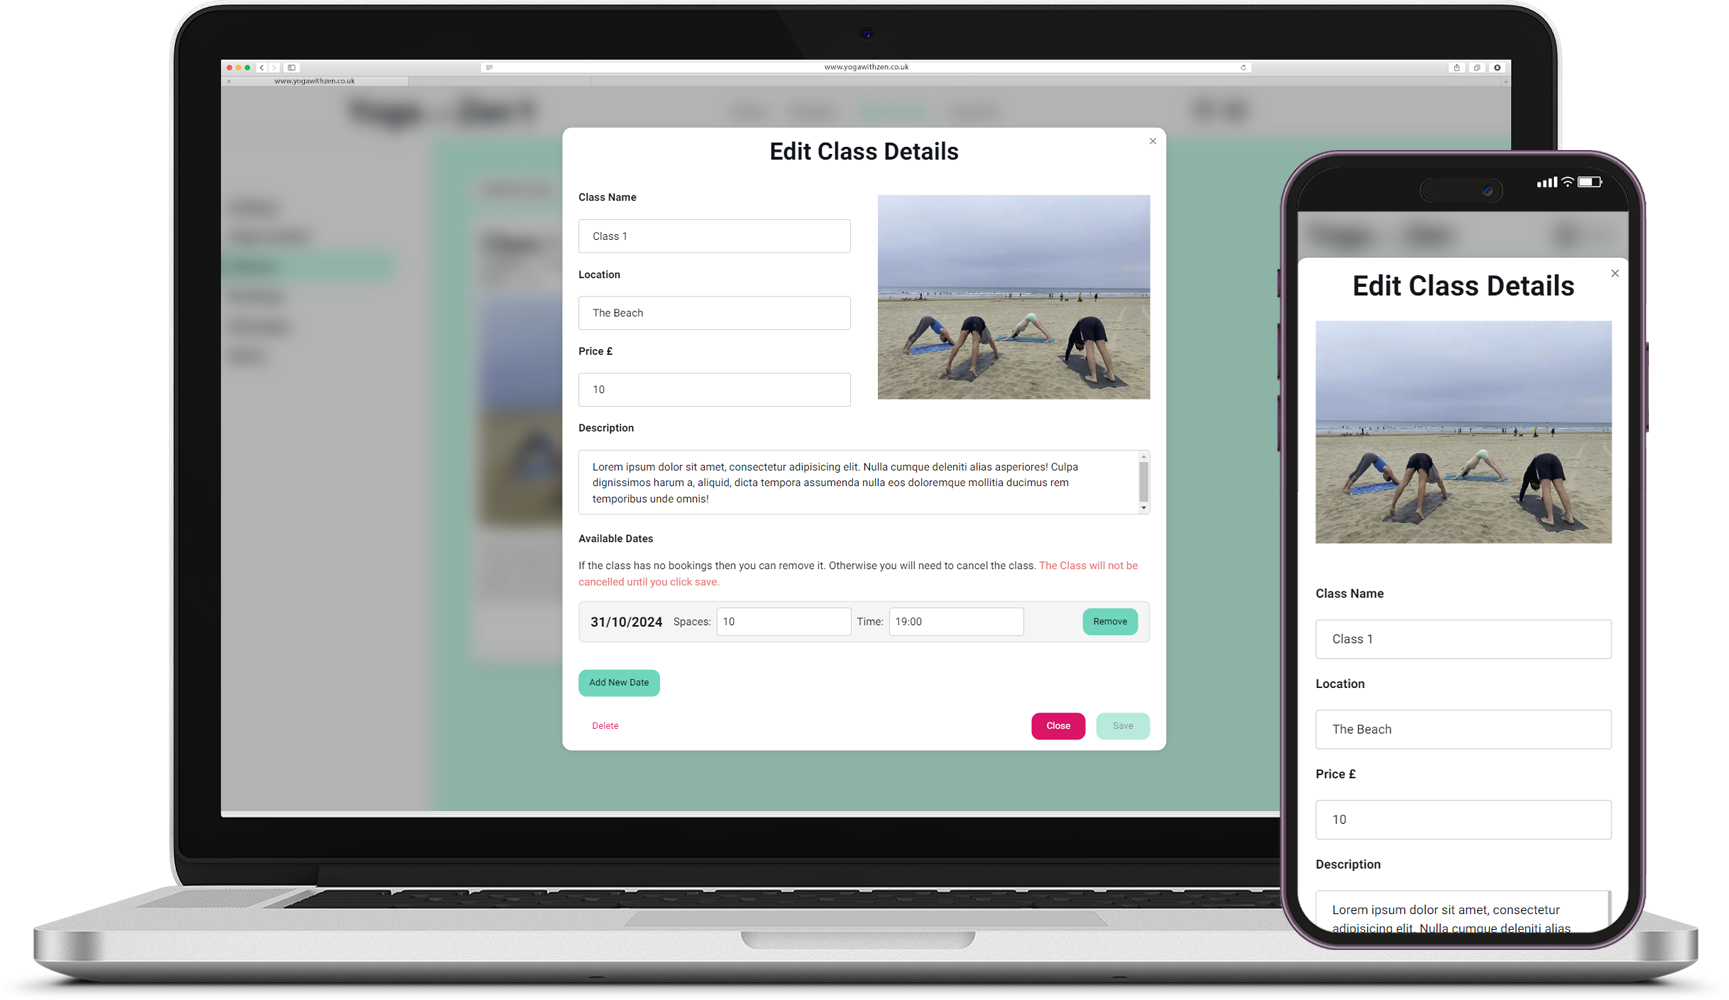 www.yogawithzen.co.uk
www.yogawithzen.co.uk
Edit Class Details
Class Name
Class 1
Location
The Beach
Price £
10
Description
Lorem ipsum dolor sit amet, consectetur adipisicing elit. Nulla cumque deleniti alias asperiores! Culpa
dignissimos harum a, aliquid, dicta tempora assumenda nulla eos doloremque mollitia ducimus rem
temporibus unde omnis!
Available Dates
If the class has no bookings then you can remove it. Otherwise you will need to cancel the class. The Class will not be
cancelled until you click save.
31/10/2024 Spaces: 10 Time: 19:00 Remove
Add New Date
Delete Close Save
Edit Class Details
Class Name
Class 1
Location
The Beach
Price £
10
Description
Lorem ipsum dolor sit amet, consectetur
adipisicing elit. Nulla cumque deleniti alias